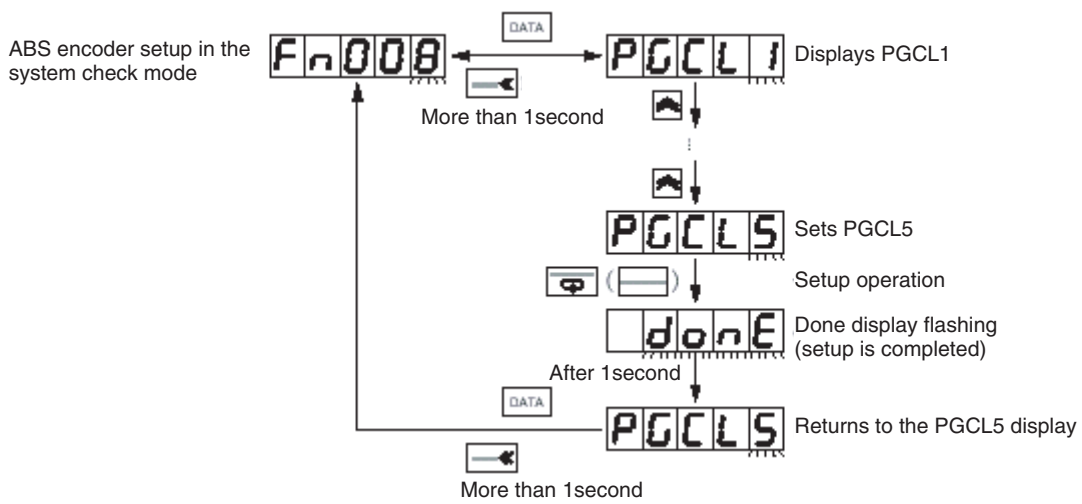 ABS encoder setup in the
system check mode
Fn008
DATA
PGCL1
Displays PGCL1
More than 1second
PGCL5
Sets PGCL5
( )
Setup operation
donE
Done display flashing
(setup is completed)
After 1second
DATA
PGCL5
Returns to the PGCL5 display
More than 1second